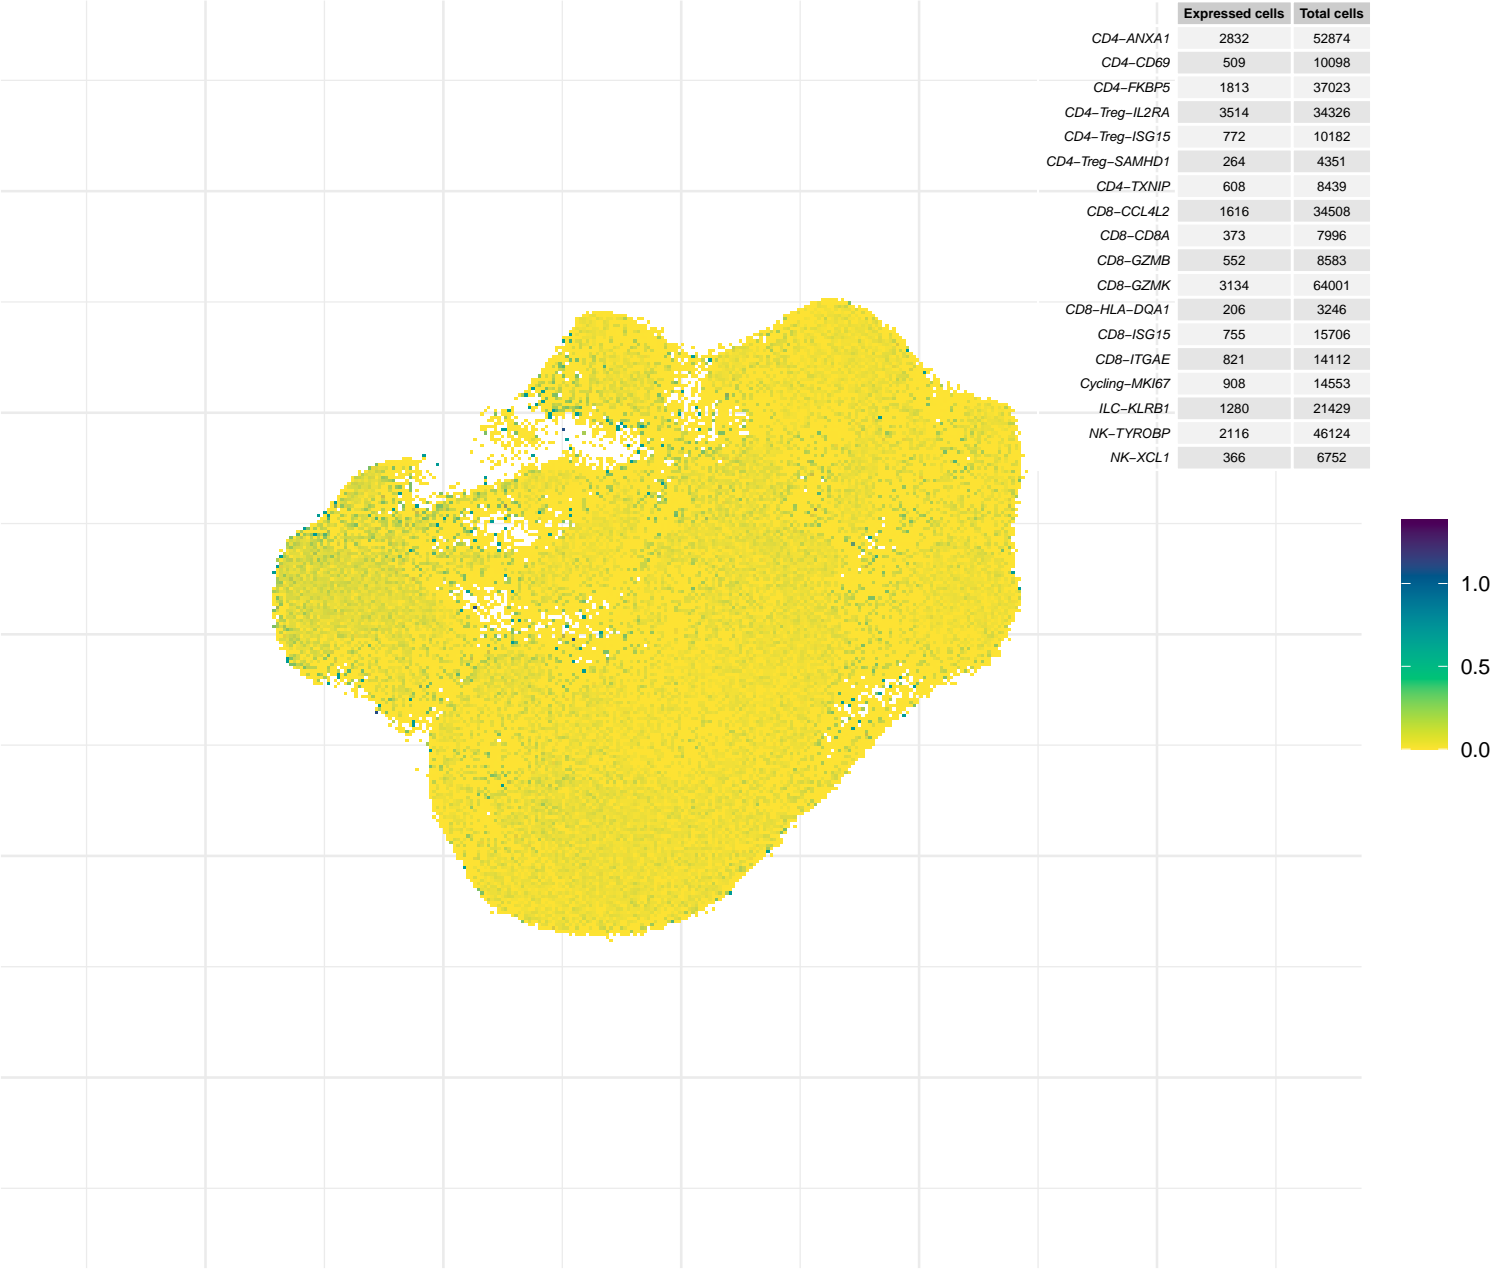 Expressed cells Total cells
CD4−ANXA1 2832 52874
CD4−CD69 509 10098
CD4−FKBP5 1813 37023
CD4−Treg−IL2RA 3514 34326
CD4−Treg−ISG15 772 10182
CD4−Treg−SAMHD1 264 4351
CD4−TXNIP 608 8439
CD8−CCL4L2 1616 34508
CD8−CD8A 373 7996
CD8−GZMB 552 8583
CD8−GZMK 3134 64001
CD8−HLA−DQA1 206 3246
CD8−ISG15 755 15706
CD8−ITGAE 821 14112
Cycling−MKI67 908 14553
ILC−KLRB1 1280 21429
NK−TYROBP 2116 46124
NK−XCL1 366 6752
1.0
0.5
0.0